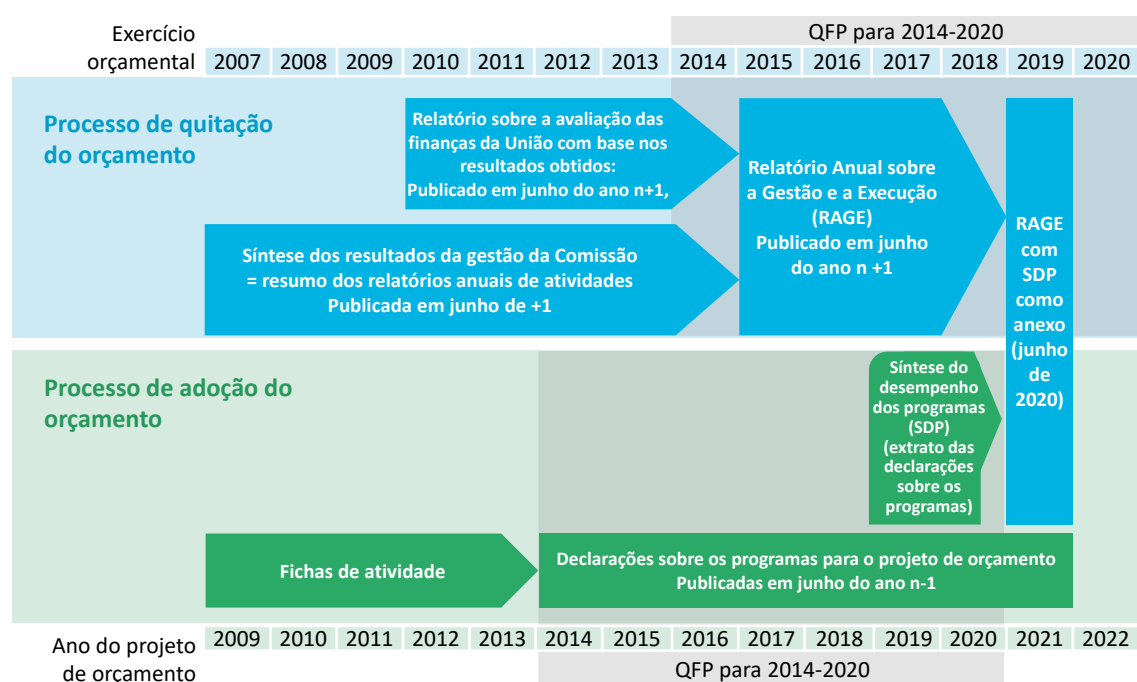 QFP para 2014-2020
Exercício
orçamental
2007 2008 2009 2010 2011 2012 2013 2014 2015 2016 2017 2018 2019 2020
Processo de quitação
do orçamento
Relatório sobre a avaliação das
finanças da União com base nos
resultados obtidos:
Publicado em junho do ano n+1,
Síntese dos resultados da gestão da Comissão
= resumo dos relatórios anuais de atividades
Publicada em junho de +1
Relatório Anual sobre
a Gestão e a Execução
(RAGE)
Publicado em junho
do ano n +1
RAGE
com
SDP
como
anexo
(junho
de
2020)
Processo de adoção do
orçamento
Síntese do
desempenho
dos programas
(SDP)
(extrato das
declarações
sobre os
programas)
Fichas de atividade
Declarações sobre os programas para o projeto de orçamento
Publicadas em junho do ano n-1
Ano do projeto
de orçamento
2009 2010 2011 2012 2013 2014 2015 2016 2017 2018 2019 2020 2021 2022
QFP para 2014-2020